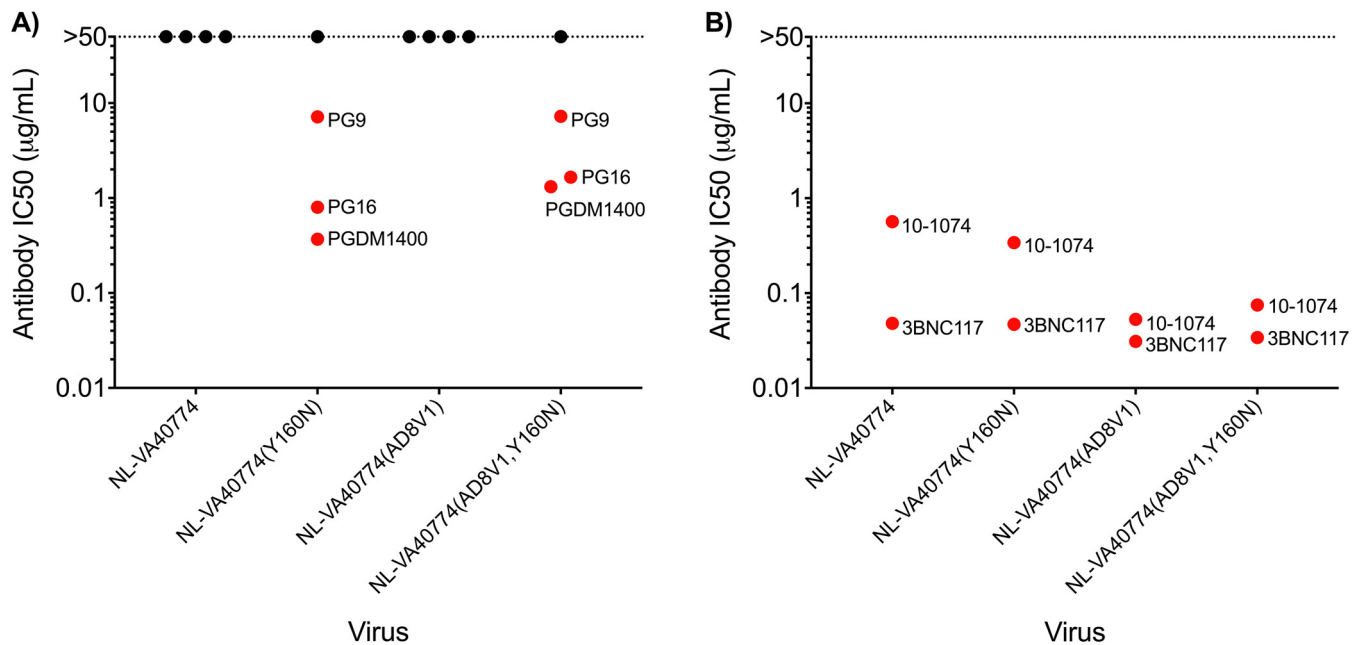 A)
Antibody IC50 (µg/mL)
>50
10
1
0.1
0.01
PG9
PG16
PGDM1400
PG9
PG16
PGDM1400
NL-VA40774
NL-VA40774(Y160N)
NL-VA40774(AD8V1)
NL-VA40774(AD8V1,Y160N)
Virus
B)
Antibody IC50 (µg/mL)
>50
10
1
0.1
0.01
10-1074
3BNC117
10-1074
3BNC117
10-1074
3BNC117
10-1074
3BNC117
NL-VA40774
NL-VA40774(Y160N)
NL-VA40774(AD8V1)
NL-VA40774(AD8V1,Y160N)
Virus